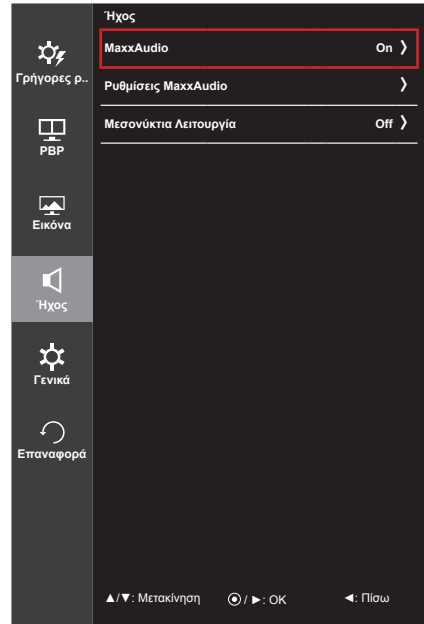 Ήχος
MaxxAudio On ❯
Ρυθμίσεις MaxxAudio ❯
Μεσονύκτια Λειτουργία Off ❯
Γρήγορες ρ..
PBP
Εικόνα
Ήχος
Γενικά
Επαναφορά
▲/▼: Μετακίνηση ⦿ / ►: OK ◄: Πίσω